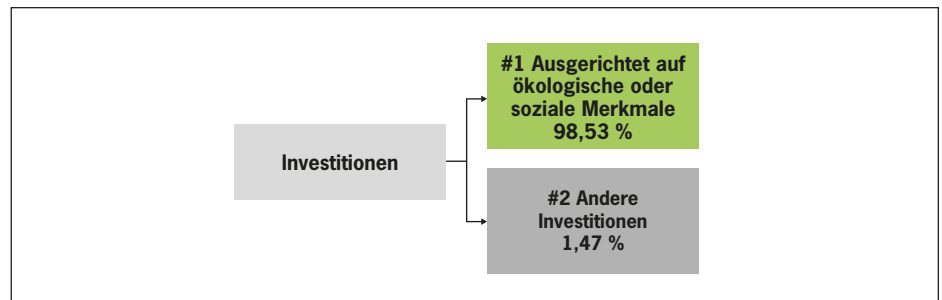 Investitionen
#1 Ausgerichtet auf
ökologische oder
soziale Merkmale
98,53 %
#2 Andere
Investitionen
1,47 %